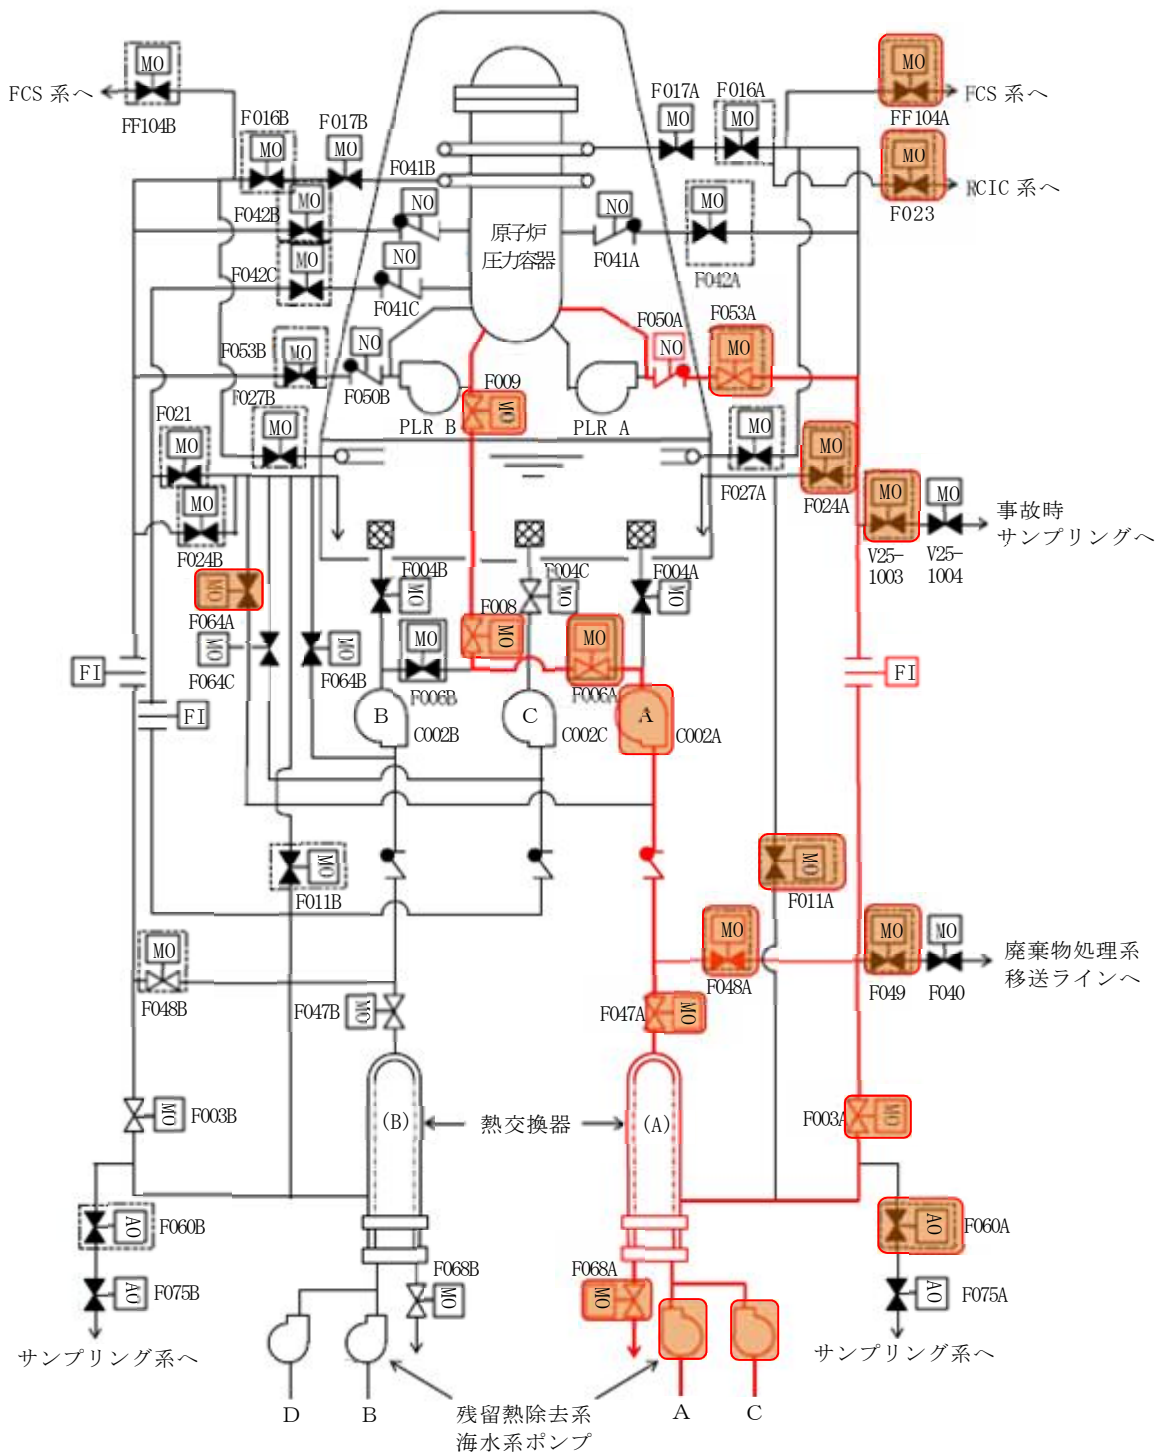 MO
FCS 系へ
FF104B
F016B
MO
F017B
MO
F041B
F017A
MO
F016A
MO
MO
FCS 系へ
FF104A
MO
RCIC 系へ
F023
MO
F042B
NO
MO
F042C
NO
F041C
原子炉
圧力容器
NO
F041A
MO
F042A
F053B
MO
NO
F050B
PLR B
F009
MO
PLR A
F050A
NO
F053A
MO
F021
MO
F027B
MO
MO
F024B
MO
F027A
MO
F024A
MO
V25-
1003
MO
V25-
1004
事故時
サンプリングへ
F004B
MO
F004C
MO
F004A
MO
MO
F064A
MO
F064C
MO
F064B
F008
MO
MO
F006B
MO
F006A
FI
FI
FI
B
C002B
C
C002C
A
C002A
MO
F011B
MO
F011A
MO
F048B
MO
F048A
MO
F049
MO
F040
廃棄物処理系
移送ラインへ
F047B
MO
F047A
MO
(B)
熱交換器
(A)
MO
F003B
F003A
MO
AO
F060B
AO
F060A
AO
F075B
AO
F075A
F068B
MO
F068A
MO
サンプリング系へ
サンプリング系へ
D
B
残留熱除去系
海水系ポンプ
A
C